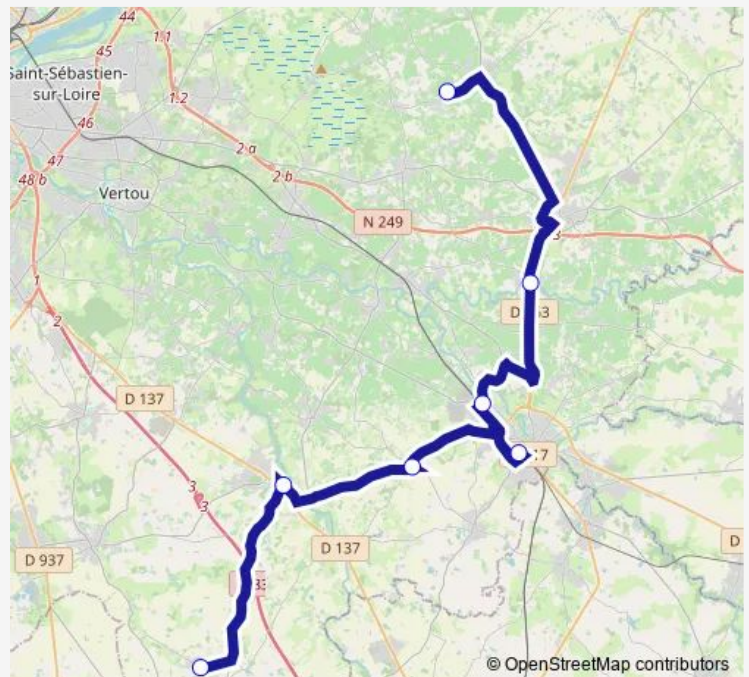 44
1.1
45
Saint-Sébastien-
sur-Loire
1.2
46
2 a
47
2 b
48 b
Vertou
N 249
3
1
2
D 137
3
3
D 137
D 937
D
© OpenStreetMap contributors